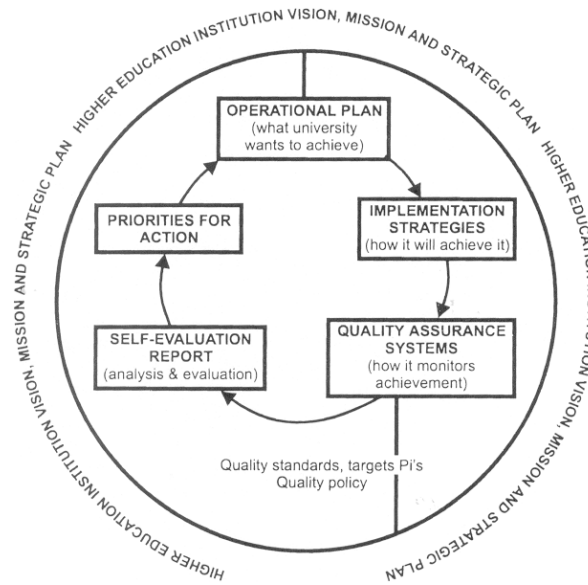 HIGHER EDUCATION INSTITUTION VISION, MISSION AND STRATEGIC PLAN
HIGHER EDUCATION INSTITUTION VISION, MISSION AND STRATEGIC PLAN
HIGHER EDUCATION
CTION VISION, MISSION AND STRATEGIC PLAN
OPERATIONAL PLAN
(what university
wants to achieve)
PRIORITIES FOR
ACTION
IMPLEMENTATION
STRATEGIES
(how it will achieve it)
SELF-EVALUATION
REPORT
(analysis & evaluation)
QUALITY ASSURANCE
SYSTEMS
(how it monitors
achievement)
Quality standards, targets Pi's
Quality policy